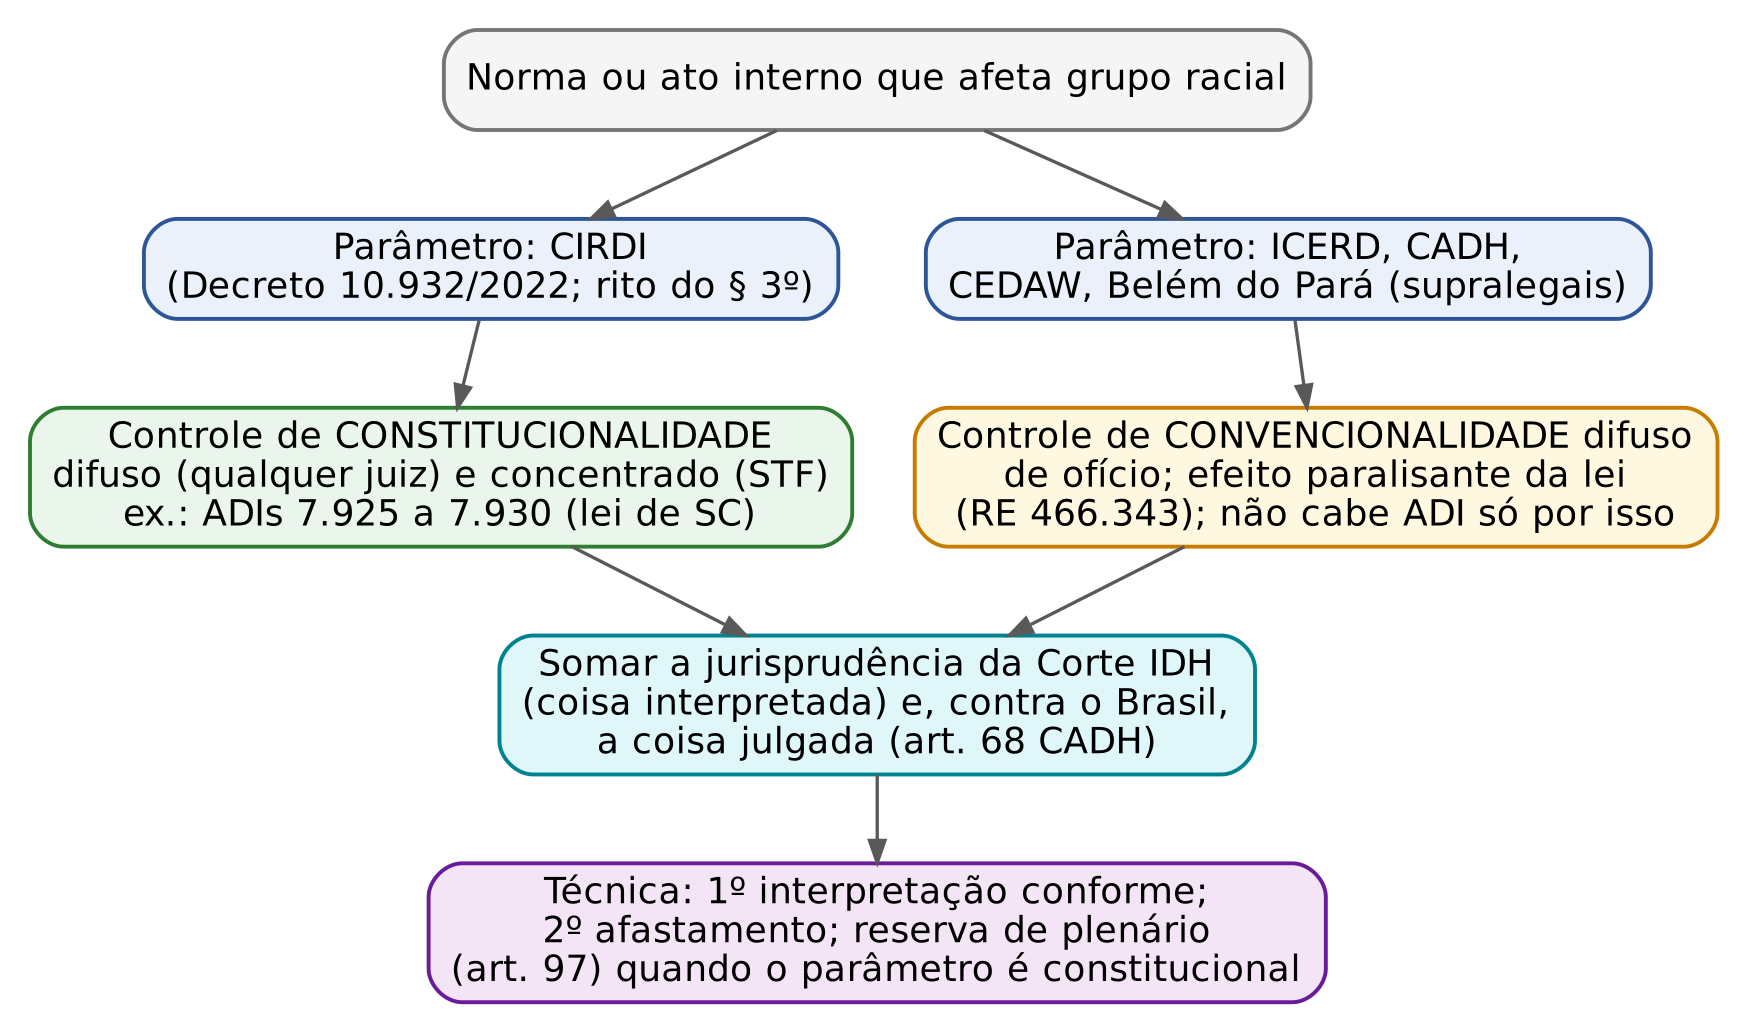 Norma ou ato interno que afeta grupo racial
Parâmetro: CIRDI
(Decreto 10.932/2022; rito do § 3º)
Parâmetro: ICERD, CADH,
CEDAW, Belém do Pará (supralegais)
Controle de CONSTITUCIONALIDADE
difuso (qualquer juiz) e concentrado (STF)
ex.: ADIs 7.925 a 7.930 (lei de SC)
Controle de CONVENCIONALIDADE difuso
de ofício; efeito paralisante da lei
(RE 466.343); não cabe ADI só por isso
Somar a jurisprudência da Corte IDH
(coisa interpretada) e, contra o Brasil,
a coisa julgada (art. 68 CADH)
Técnica: 1º interpretação conforme;
2º afastamento; reserva de plenário
(art. 97) quando o parâmetro é constitucional